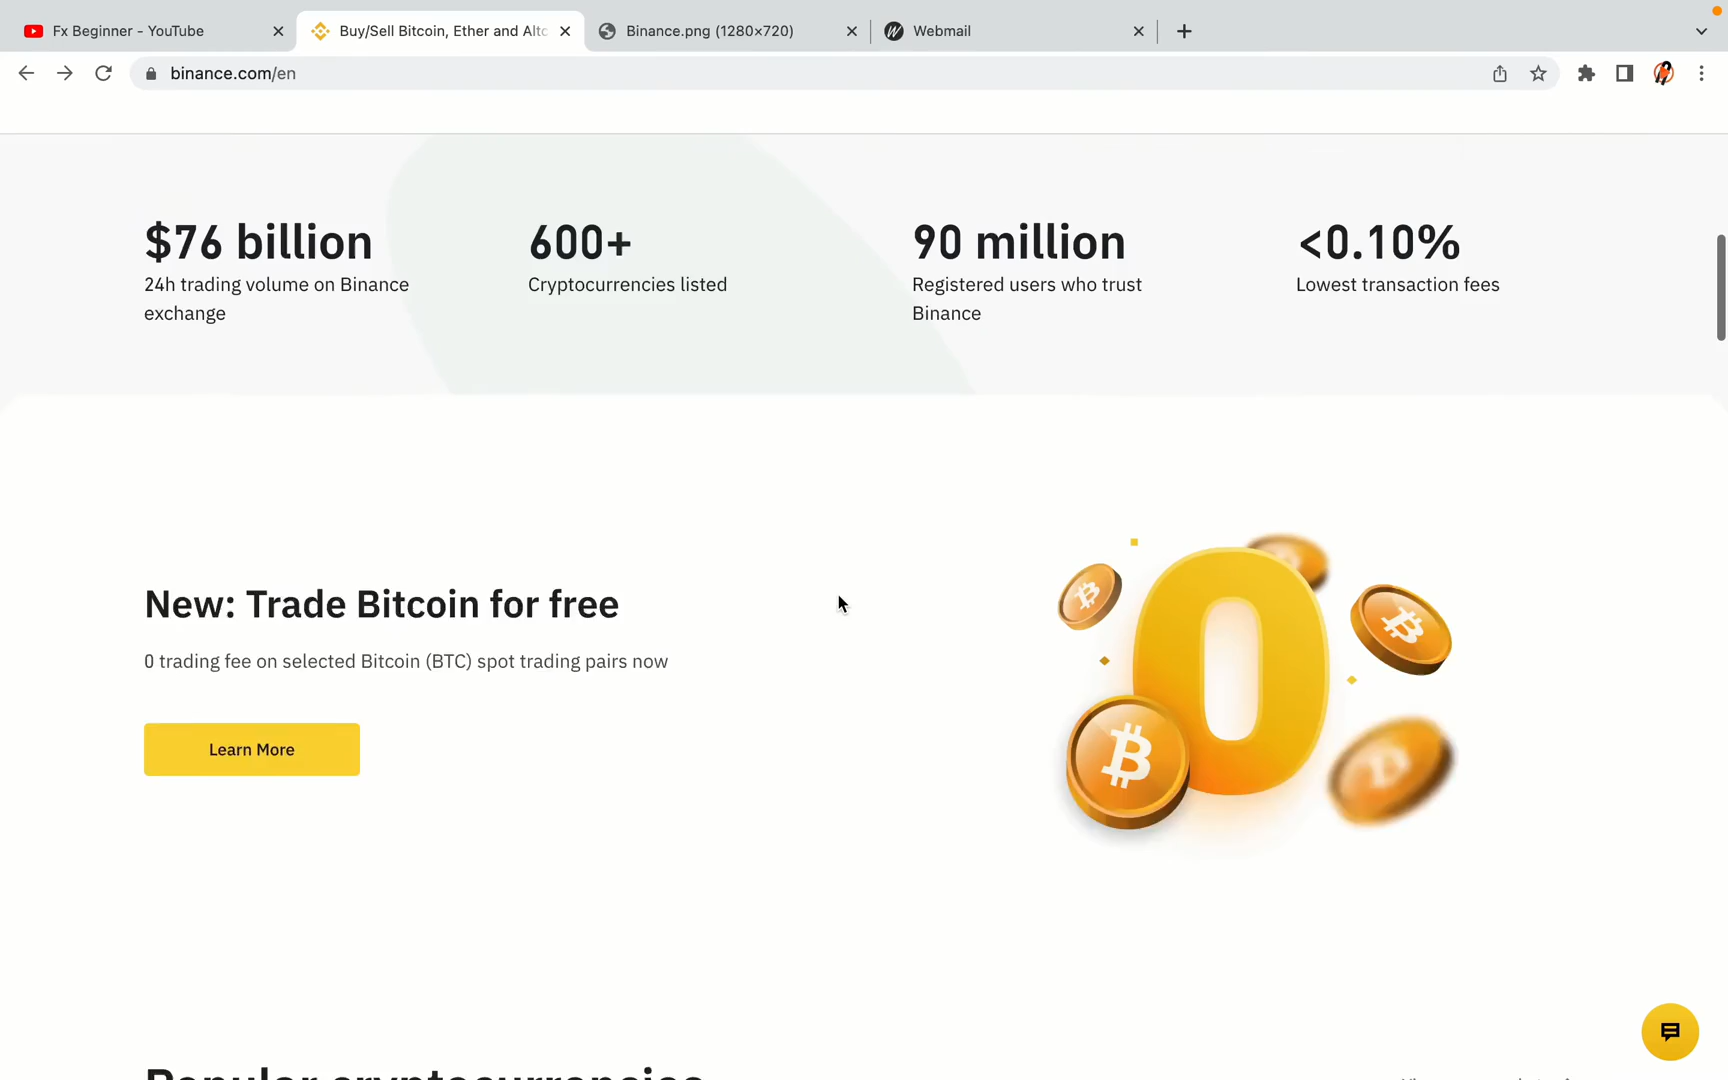 Fx Beginner - YouTube
Buy/Sell Bitcoin, Ether and Altc
Binance.png (1280×720)
Webmail
binance.com/en
$76 billion
24h trading volume on Binance
exchange
600+
Cryptocurrencies listed
90 million
Registered users who trust
Binance
<0.10%
Lowest transaction fees
New: Trade Bitcoin for free
0 trading fee on selected Bitcoin (BTC) spot trading pairs now
Learn More
0
Popular cryptocurrencies